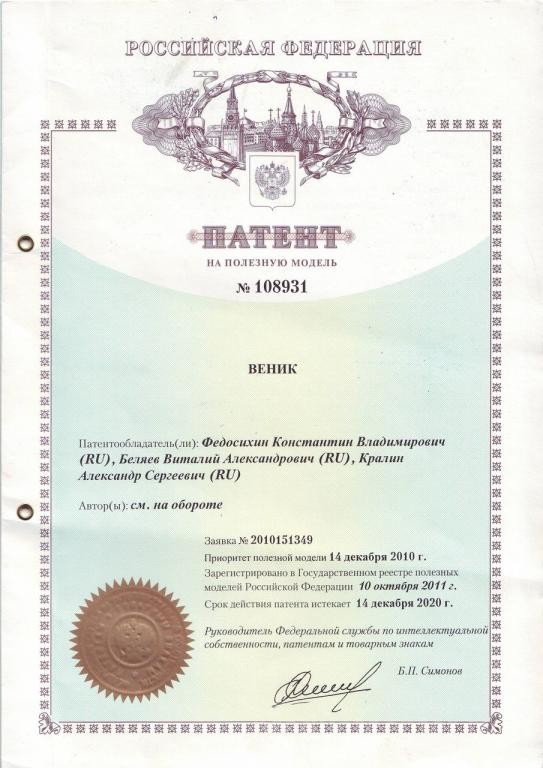 РОССИЙСКАЯ ФЕДЕРАЦИЯ
ПАТЕНТ
НА ПОЛЕЗНУЮ МОДЕЛЬ
№ 108931
ВЕНИК
Патентообладатель(ли): Федосихин Константин Владимирович
(RU), Беляев Виталий Александрович (RU), Кралин
Александр Сергеевич (RU)
Автор(ы): см. на обороте
Заявка № 2010151349
Приоритет полезной модели 14 декабря 2010 г.
Зарегистрировано в Государственном реестре полезных
моделей Российской Федерации 10 октября 2011 г.
Срок действия патента истекает 14 декабря 2020 г.
Руководитель Федеральной службы по интеллектуальной
собственности, патентам и товарным знакам
Б.П. Симонов